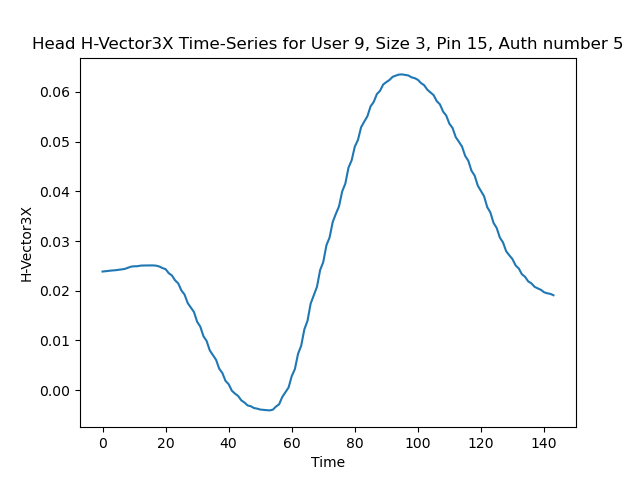 Head H-Vector3X Time-Series for User 9, Size 3, Pin 15, Auth number 5
H-Vector3X
0.06
0.05
0.04
0.03
0.02
0.01
0.00
0 20 40 60 80 100 120 140
Time